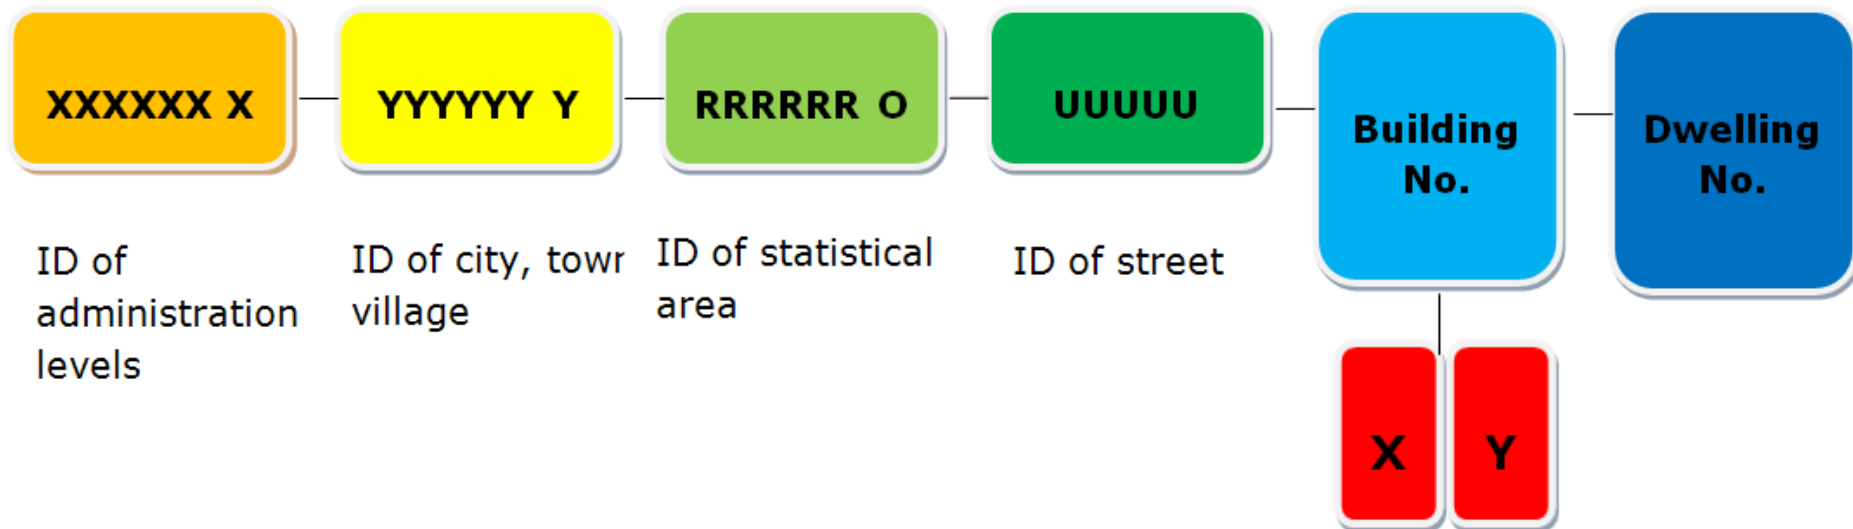 XXXXXX X
YYYYYY Y
RRRRRR O
UUUUU
Building
No.
Dwelling
No.
ID of
administration
levels
ID of city, towr
village
ID of statistical
area
ID of street
X
Y